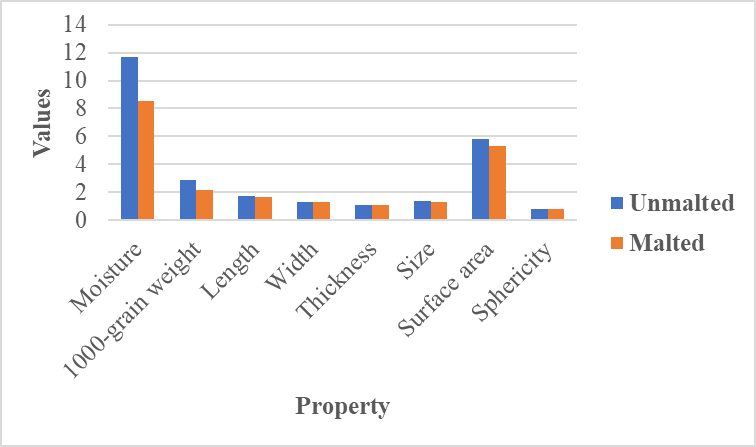 14
12
10
8
6
4
2
0
Values
Moisture
1000-grain weight
Length
Width
Thickness
Size
Surface area
Sphericity
Property
Unmalted
Malted